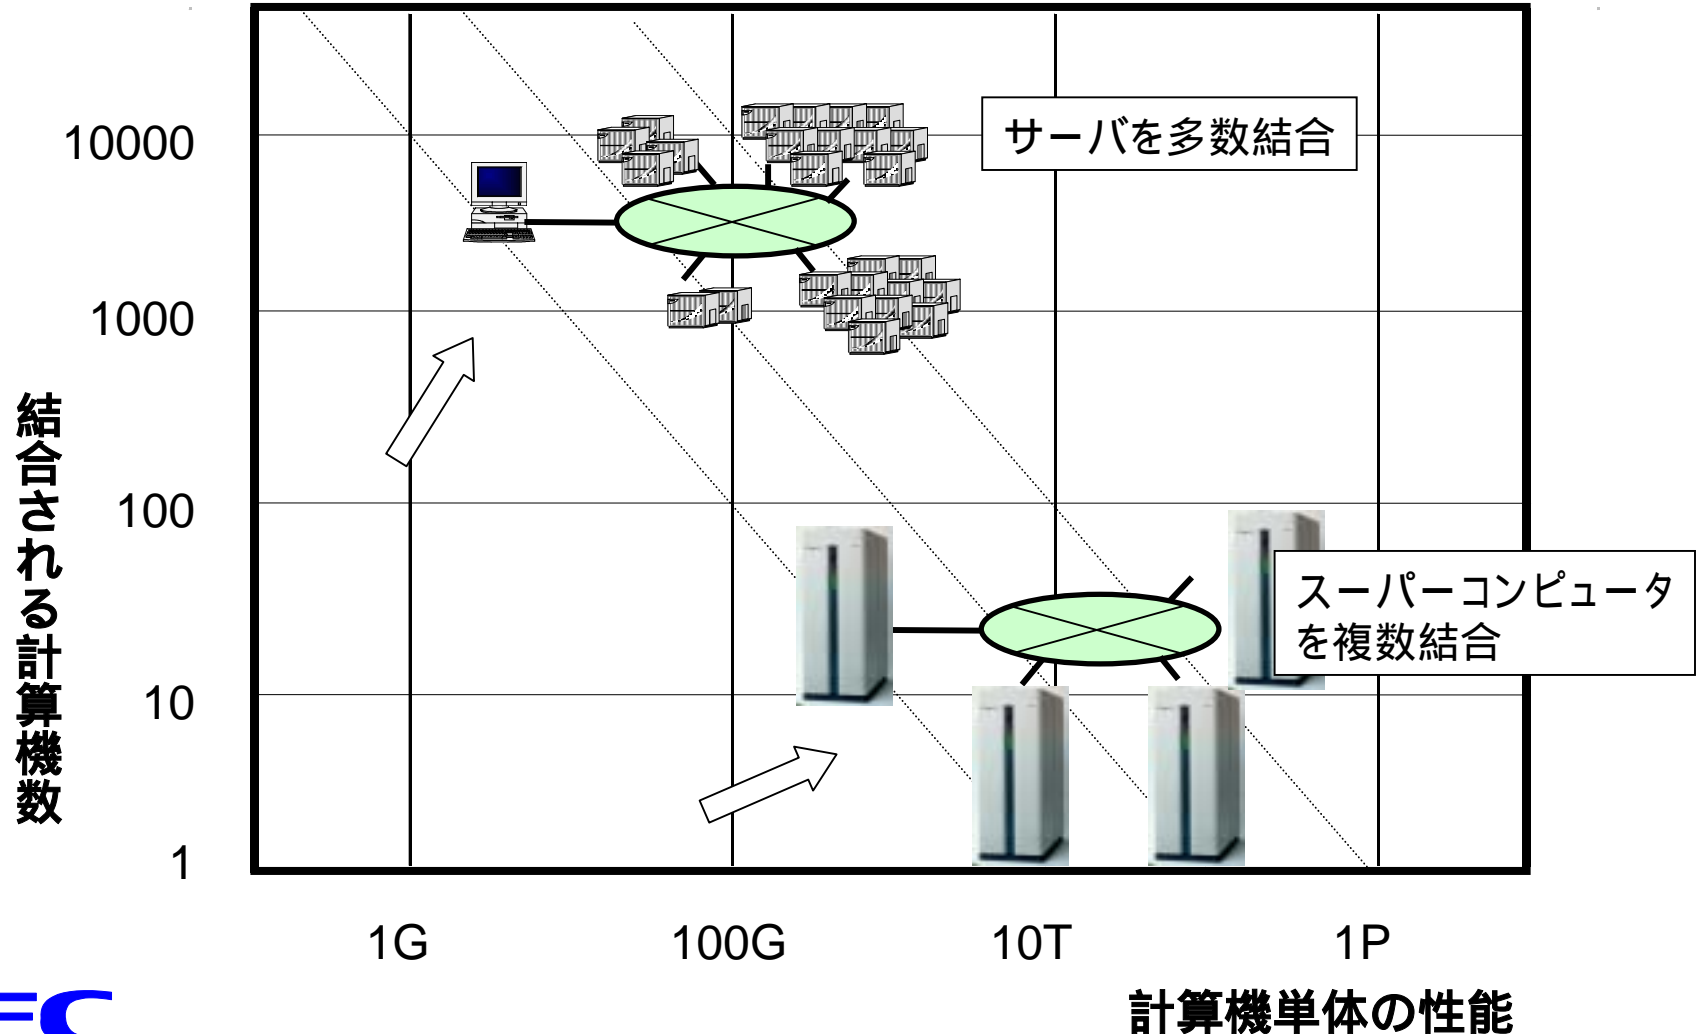 10000
1000
100
10
1
結合される計算機数
サーバを多数結合
スーパーコンピュータ
を複数結合
1G
100G
10T
1P
計算機単体の性能